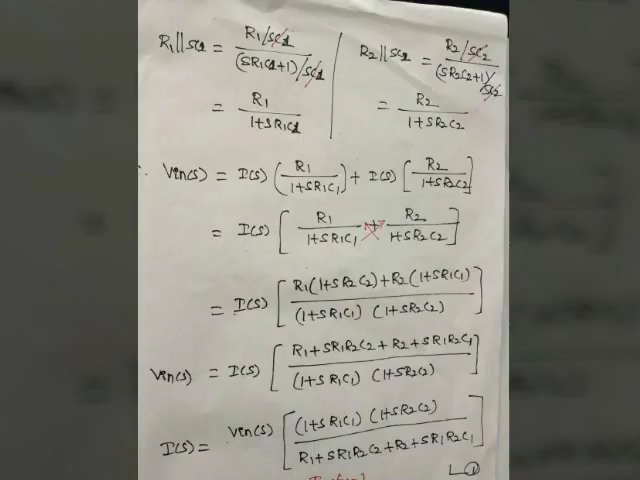 R1||SC1 = R1/SC1 / (SR1C1+1)/SC1
= R1 / 1+SR1C1
R2||SC2 = R2/SC2 / (SR2C2+1)/SC2
= R2 / 1+SR2C2
∴ Vin(s) = I(s) (R1 / 1+SR1C1) + I(s) [R2 / 1+SR2C2]
= I(s) [R1 / 1+SR1C1 + R2 / 1+SR2C2]
= I(s) [R1(1+SR2C2)+R2(1+SR1C1) / (1+SR1C1) (1+SR2C2)]
Vin(s) = I(s) [R1+SR1R2C2+R2+SR1R2C1 / (1+SR1C1) (1+SR2C2)]
I(s) = Vin(s) [(1+SR1C1) (1+SR2C2) / R1+SR1R2C2+R2+SR1R2C1]
↳ ①